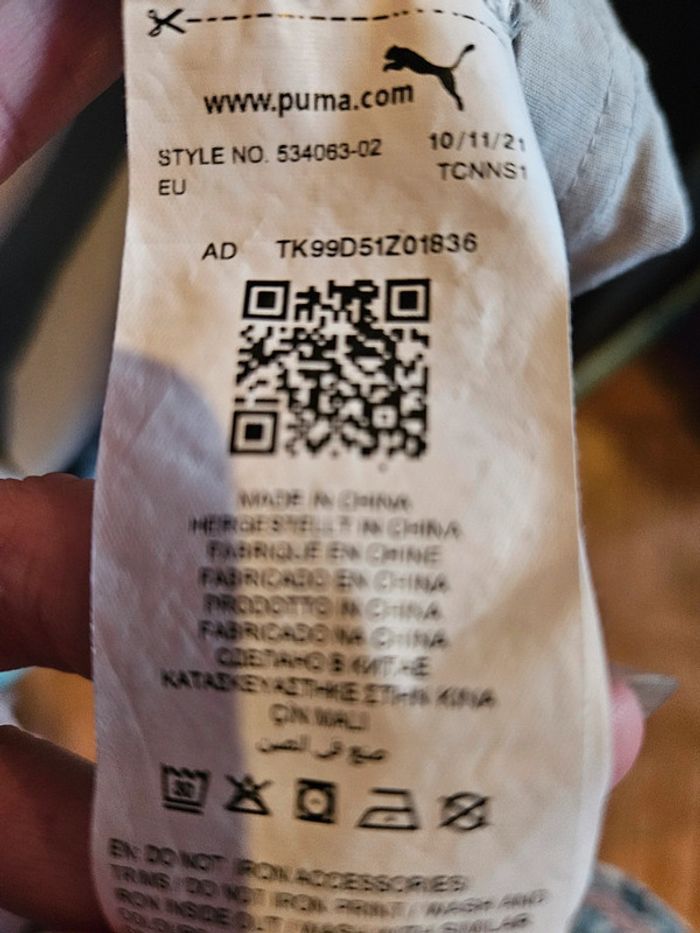 www.puma.com
STYLE NO. 534063-02 10/11/21
EU TCNNS1
AD TK99D51Z01836
MADE IN CHINA
HERGESTELLT IN CHINA
FABRIQUE EN CHINE
FABRICADO EN CHINA
PRODOTTO IN CHINA
FABRICADO NA CHINA
СДЕЛАНО В КИТАЕ
ΚΑΤΑΣΚΕΥΑΣΤΗΚΕ ΣΤΗΝ ΚΙΝΑ
ÇİN MALI
صنع في الصين
30
EN: DO NOT IRON ACCESSORIES/
TRIMS / DO NOT IRON PRINT / WASH AND
IRON INSIDE OUT / WASH WITH SIMILAR